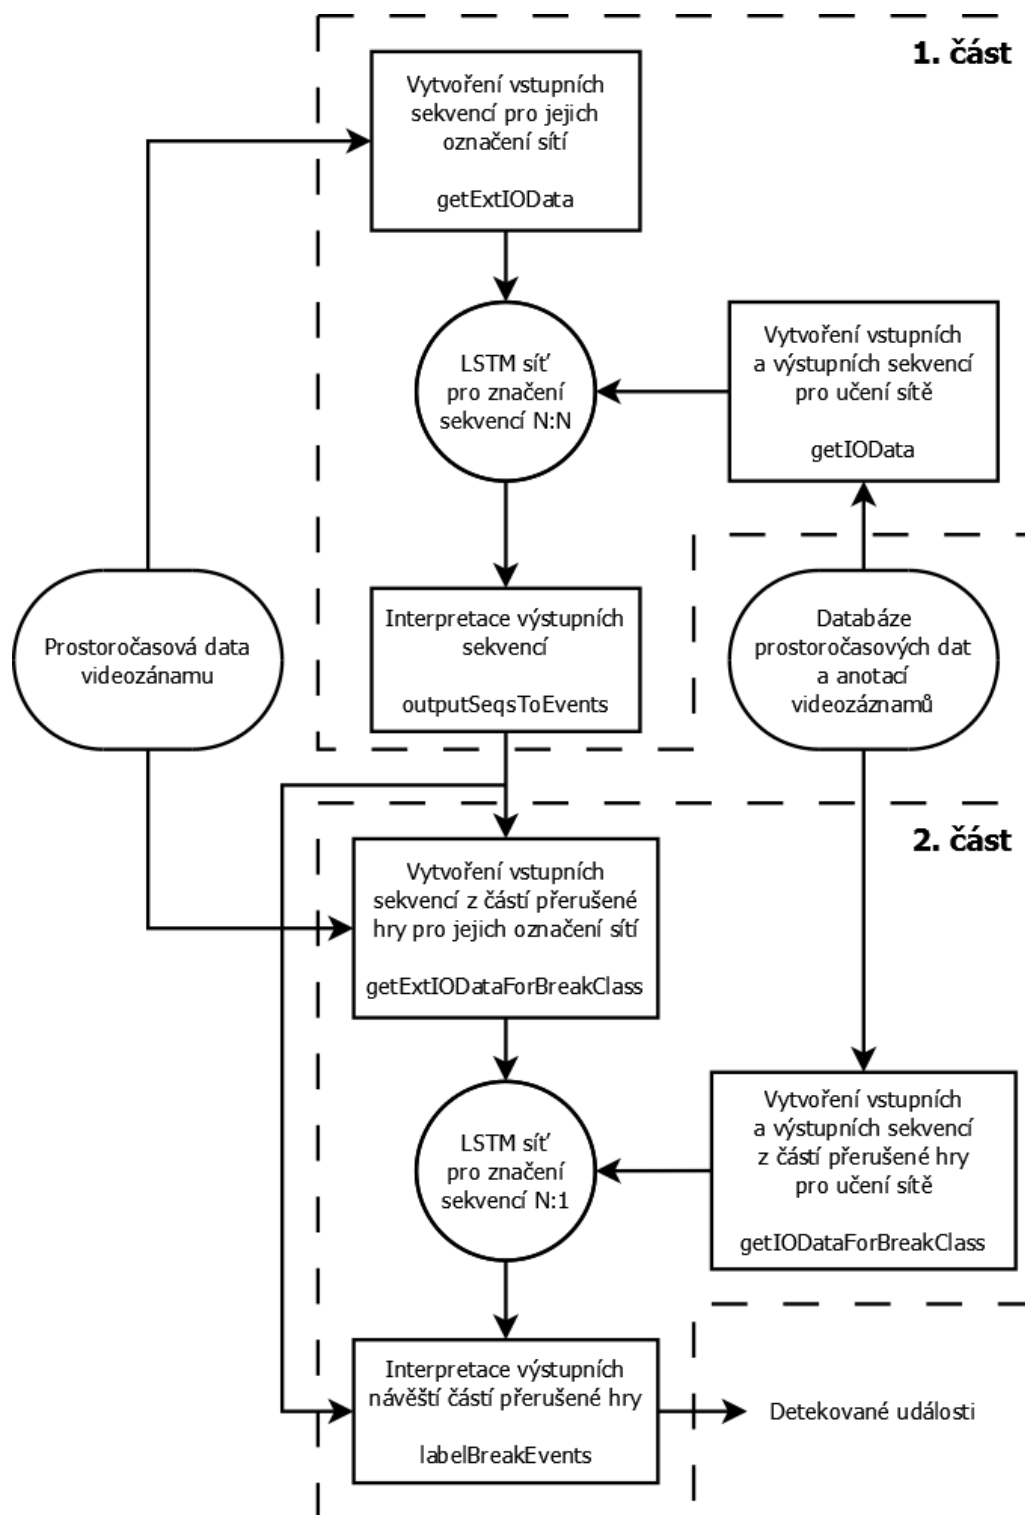 1. část
Vytvoření vstupních
sekvencí pro jejich
označení sítí
getExtIOData
LSTM síť
pro značení
sekvencí N:N
Vytvoření vstupních
a výstupních sekvencí
pro učení sítě
getIOData
Interpretace výstupních
sekvencí
outputSeqsToEvents
Prostoročasová data
videozánamu
Databáze
prostoročasových dat
a anotací
videozáznamů
2. část
Vytvoření vstupních
sekvencí z částí přerušené
hry pro jejich označení sítí
getExtIODataForBreakClass
LSTM síť
pro značení
sekvencí N:1
Vytvoření vstupních
a výstupních sekvencí
z částí přerušené hry
pro učení sítě
getIODataForBreakClass
Interpretace výstupních
návěští částí přerušené hry
labelBreakEvents
Detekované události